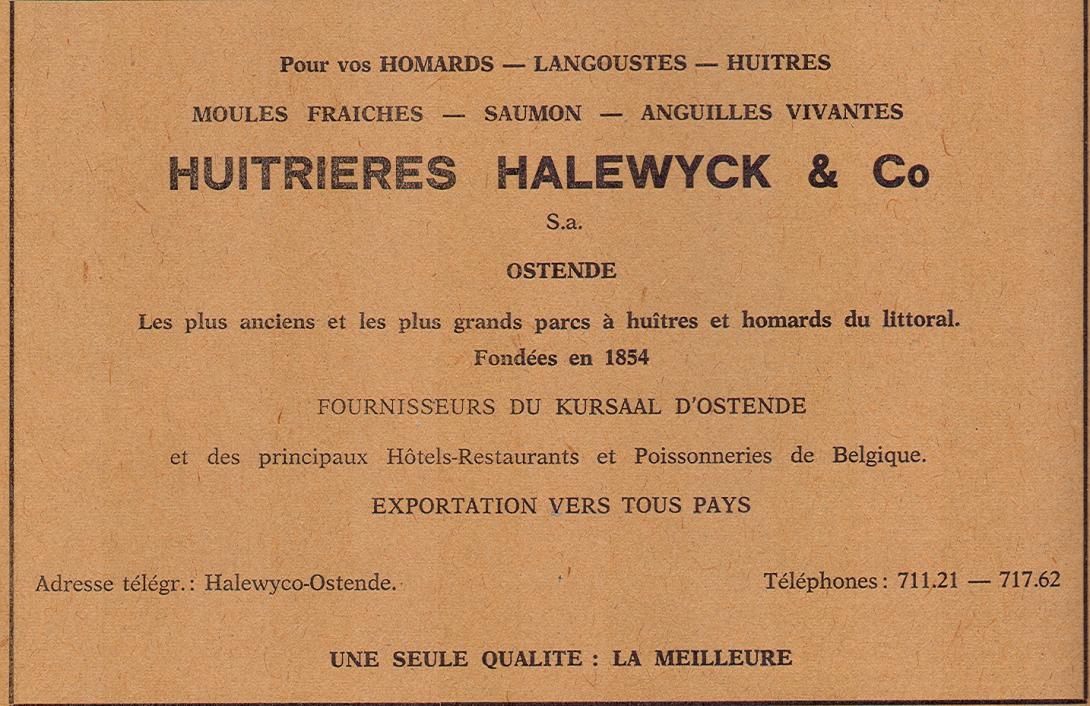 Pour vos HOMARDS — LANGOUSTES — HUITRES
MOULES FRAICHES — SAUMON — ANGUILLES VIVANTES
HUITRIERES HALEWYCK & Co
S.a.
OSTENDE
Les plus anciens et les plus grands parcs à huîtres et homards du littoral.
Fondées en 1854
FOURNISSEURS DU KURSAAL D'OSTENDE
et des principaux Hôtels-Restaurants et Poissonneries de Belgique.
EXPORTATION VERS TOUS PAYS
Adresse télégr.: Halewyco-Ostende. Téléphones: 711.21 — 717.62
UNE SEULE QUALITE : LA MEILLEURE